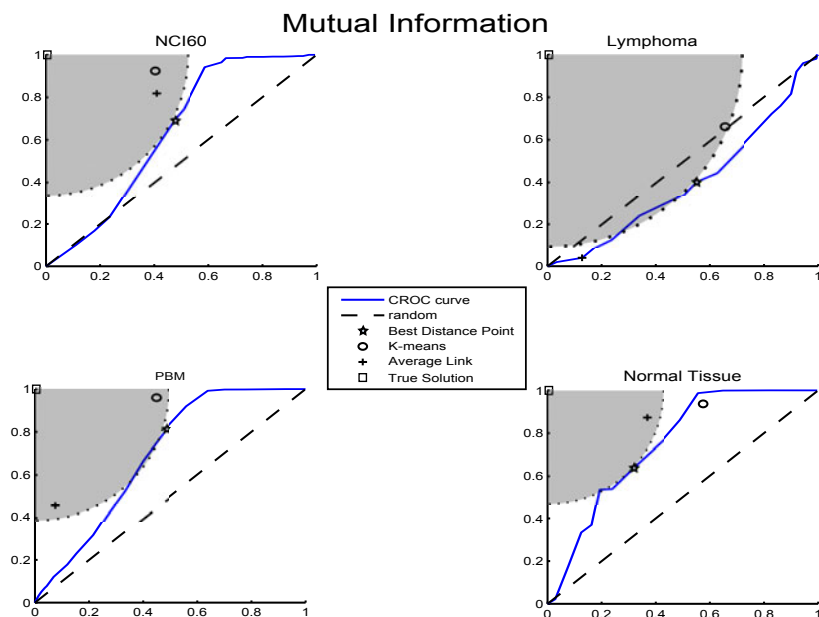 Mutual Information
NCI60
1
0.8
0.6
0.4
0.2
0
0 0.2 0.4 0.6 0.8 1
Lymphoma
1
0.8
0.6
0.4
0.2
0
0 0.2 0.4 0.6 0.8 1
CROC curve
random
Best Distance Point
K-means
Average Link
True Solution
PBM
1
0.8
0.6
0.4
0.2
0
0 0.2 0.4 0.6 0.8 1
Normal Tissue
1
0.8
0.6
0.4
0.2
0
0 0.2 0.4 0.6 0.8 1